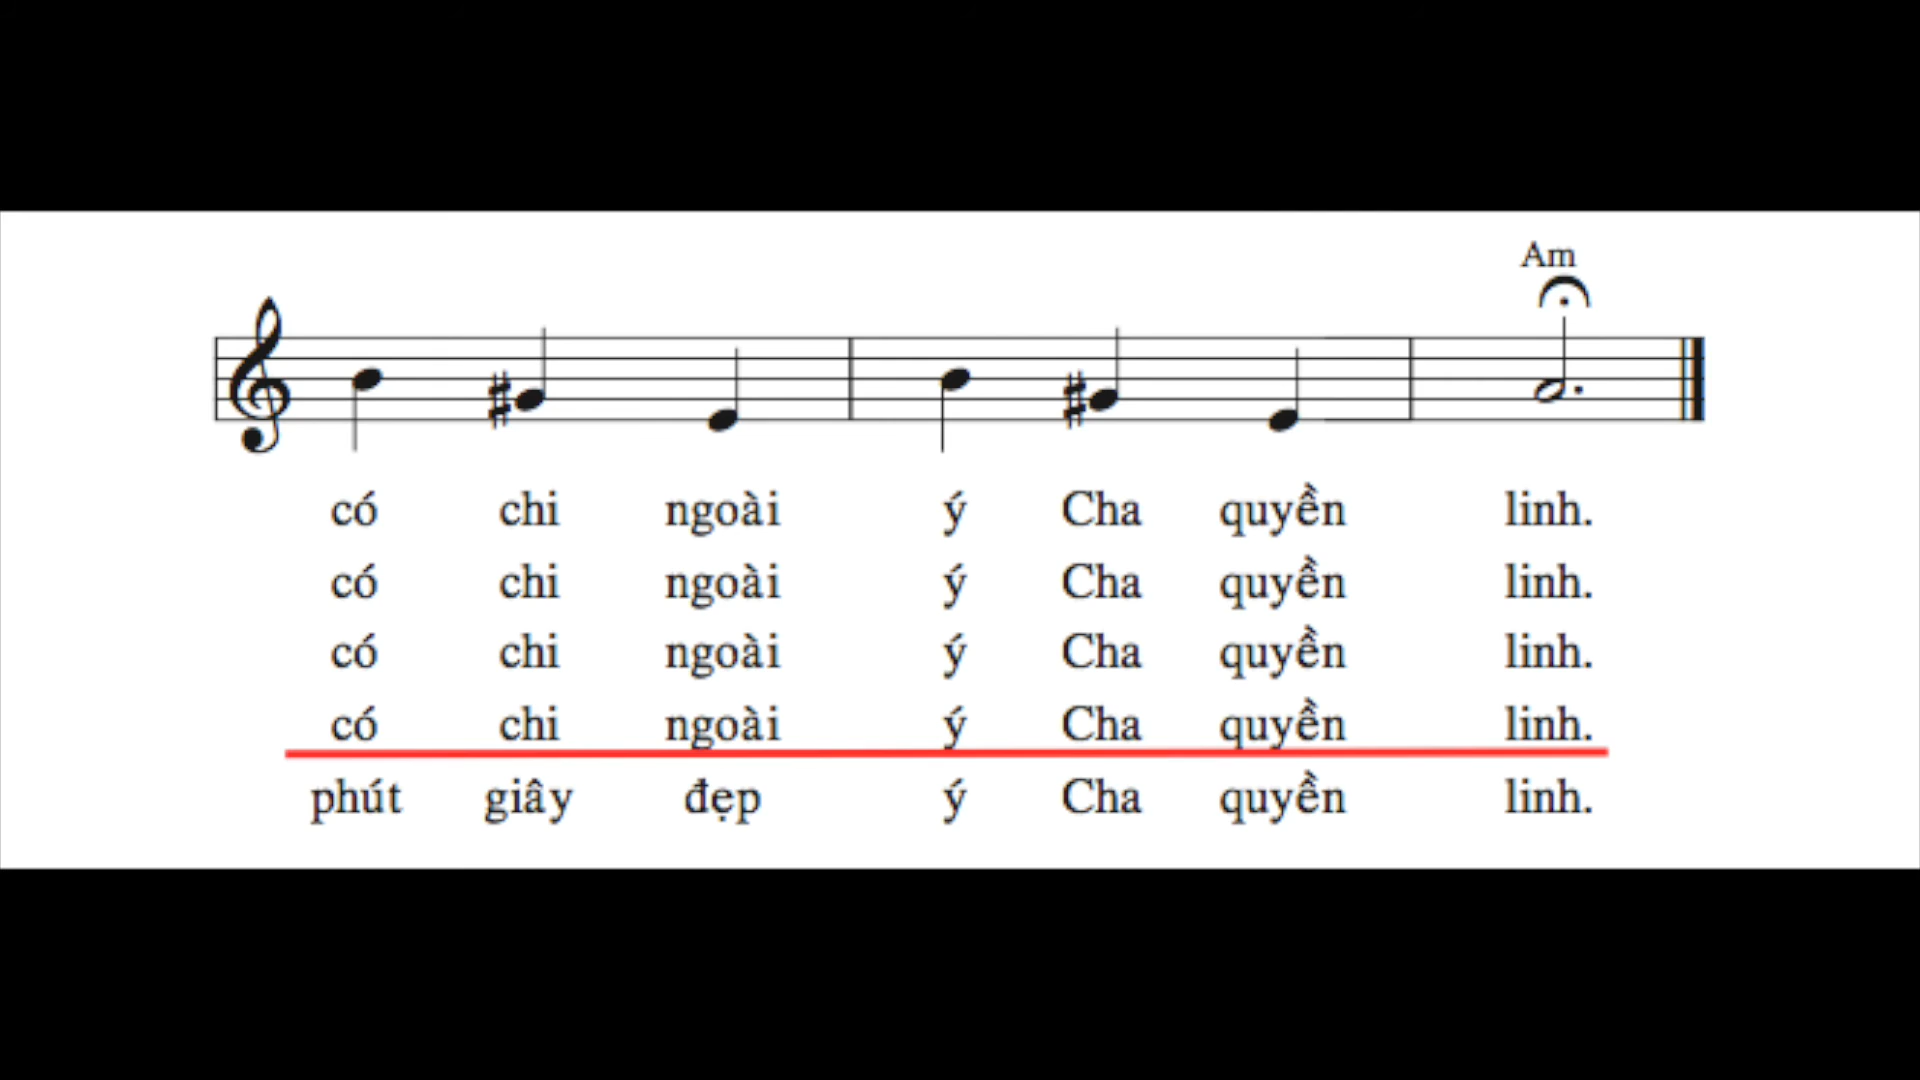 Am
có chi ngoài ý Cha quyền linh.
có chi ngoài ý Cha quyền linh.
có chi ngoài ý Cha quyền linh.
có chi ngoài ý Cha quyền linh.
phút giây đẹp ý Cha quyền linh.